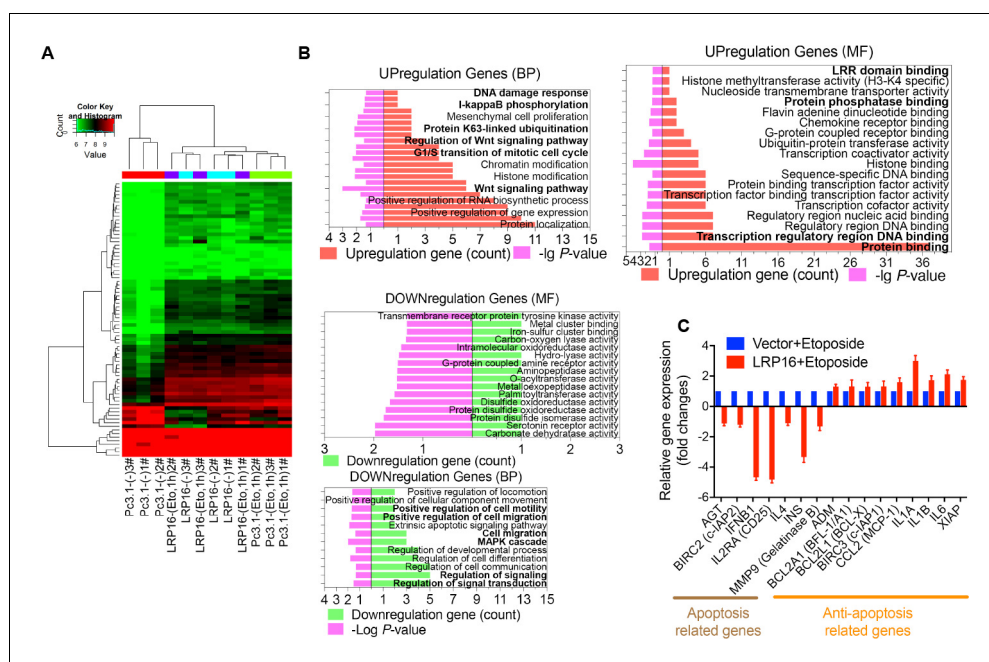 A
Color Key
and Histogram
Count
0
6 8 10 12 14
Value
Pc3.1-(-)3#
Pc3.1-(-)1#
Pc3.1-(-)2#
LRP16-(Eto,1h)2#
LRP16-(-)3#
LRP16-(Eto,1h)3#
LRP16-(-)2#
LRP16-(-)1#
LRP16-(Eto,1h)1#
Pc3.1-(Eto,1h)2#
Pc3.1-(Eto,1h)3#
Pc3.1-(Eto,1h)1#
B
UPregulation Genes (BP)
DNA damage response
I-kappaB phosphorylation
Mesenchymal cell proliferation
Protein K63-linked ubiquitination
Regulation of Wnt signaling pathway
G1/S transition of mitotic cell cycle
Chromatin modification
Histone modification
Wnt signaling pathway
Positive regulation of RNA biosynthetic process
Positive regulation of gene expression
Protein localization
4 3 2 1 1 3 5 7 9 11 13 15
Upregulation gene (count)
-lg P-value
UPregulation Genes (MF)
LRR domain binding
Histone methyltransferase activity (H3-K4 specific)
Nucleoside transmembrane transporter activity
Protein phosphatase binding
Flavin adenine dinucleotide binding
Chemokine receptor binding
G-protein coupled receptor binding
Ubiquitin-protein transferase activity
Transcription coactivator activity
Histone binding
Sequence-specific DNA binding
Protein binding transcription factor activity
Transcription factor binding transcription factor activity
Transcription cofactor activity
Regulatory region nucleic acid binding
Regulatory region DNA binding
Transcription regulatory region DNA binding
Protein binding
54321 1 6 12 20 28 36
Upregulation gene (count)
-lg P-value
DOWNregulation Genes (MF)
Transmembrane receptor protein tyrosine kinase activity
Metal cluster binding
Iron-sulfur cluster binding
Carbon-oxygen lyase activity
Intramolecular oxidoreductase activity
Hydro-lyase activity
G-protein coupled amine receptor activity
Aminopeptidase activity
O-acyltransferase activity
Metalloexopeptidase activity
Palmitoyltransferase activity
Disulfide oxidoreductase activity
Protein disulfide oxidoreductase activity
Protein disulfide isomerase activity
Serotonin receptor activity
Carbonate dehydratase activity
3 2 1 1 2 3
Downregulation gene (count)
DOWNregulation Genes (BP)
Positive regulation of locomotion
Positive regulation of cellular component movement
Positive regulation of cell motility
Positive regulation of cell migration
Extrinsic apoptotic signaling pathway
Cell migration
MAPK cascade
Regulation of developmental process
Regulation of cell differentiation
Regulation of cell communication
Regulation of signaling
Regulation of signal transduction
4 3 2 1 1 3 5 7 9 11 13 15
Downregulation gene (count)
-Log P-value
C
Vector+Etoposide
LRP16+Etoposide
Relative gene expression
(fold changes)
4
2
0
-2
-4
-6
AGT
BIRC2 (c-IAP2)
IFNB1
IL2RA (CD25)
IL4
INS
MMP9 (Gelatinase B)
ADM
BCL2A1 (BFL-1/A1)
BCL2L1 (BCL-X)
BIRC3 (c-IAP1)
CCL2 (MCP-1)
IL1A
IL1B
IL6
XIAP
Apoptosis
related genes
Anti-apoptosis
related genes